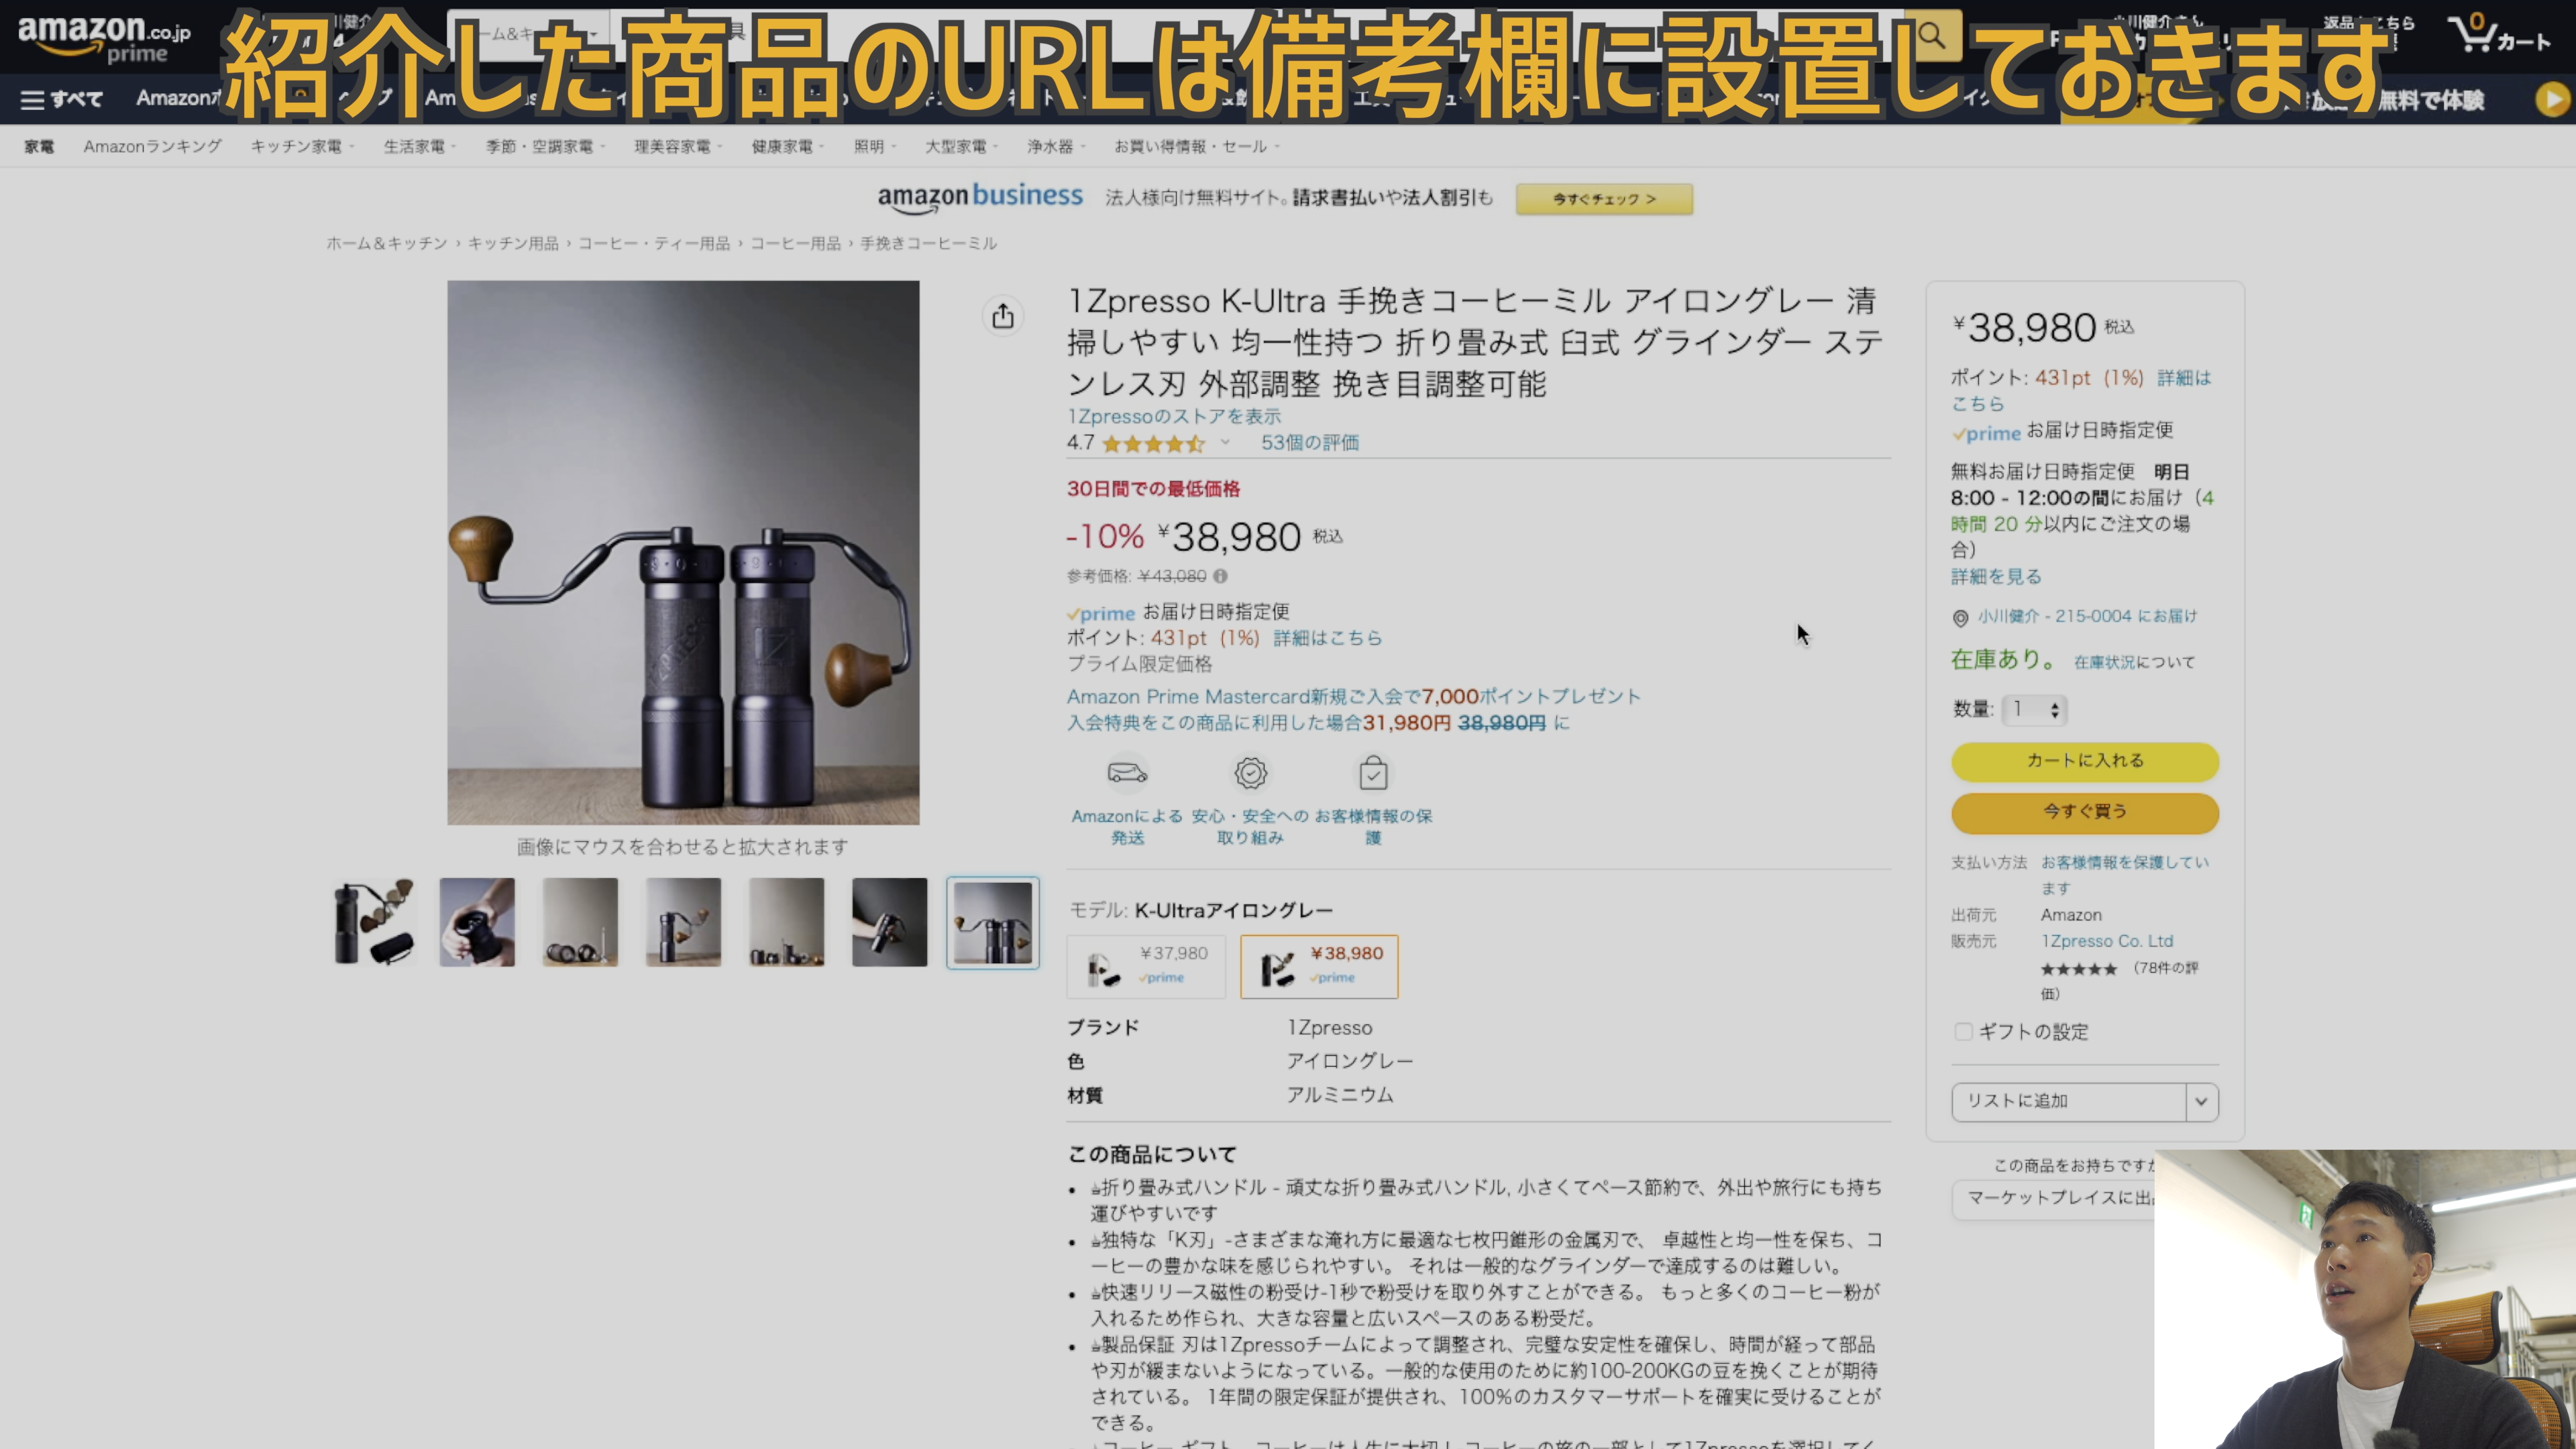 紹介した商品のURLは備考欄に設置しておきます
amazon.co.jp
prime
返品
カート
0
すべて
無料で体験
家電
Amazonランキング
キッチン家電
生活家電
季節・空調家電
理美容家電
健康家電
照明
大型家電
浄水器
お買い得情報・セール
amazon business 法人様向け無料サイト。請求書払いや法人割引も
今すぐチェック >
ホーム＆キッチン › キッチン用品 › コーヒー・ティー用品 › コーヒー用品 › 手挽きコーヒーミル
1Zpresso K-Ultra 手挽きコーヒーミル アイロングレー 清
掃しやすい 均一性持つ 折り畳み式 臼式 グラインダー ステ
ンレス刃 外部調整 挽き目調整可能
1Zpressoのストアを表示
4.7
53個の評価
30日間での最低価格
-10% ￥38,980 税込
参考価格: ￥43,080
prime お届け日時指定便
ポイント: 431pt (1%) 詳細はこちら
プライム限定価格
Amazon Prime Mastercard新規ご入会で7,000ポイントプレゼント
入会特典をこの商品に利用した場合31,980円 38,980円 に
Amazonによる
発送
安心・安全への
取り組み
お客様情報の保
護
画像にマウスを合わせると拡大されます
モデル: K-Ultraアイロングレー
￥37,980
prime
￥38,980
prime
ブランド 1Zpresso
色 アイロングレー
材質 アルミニウム
この商品について
• ☕折り畳み式ハンドル - 頑丈な折り畳み式ハンドル, 小さくてペース節約で、外出や旅行にも持ち
運びやすいです
• ☕独特な「K刃」-さまざまな淹れ方に最適な七枚円錐形の金属刃で、 卓越性と均一性を保ち、コ
ーヒーの豊かな味を感じられやすい。 それは一般的なグラインダーで達成するのは難しい。
• ☕快速リリース磁性の粉受け-1秒で粉受けを取り外すことができる。 もっと多くのコーヒー粉が
入れるため作られ、大きな容量と広いスペースのある粉受だ。
• ☕製品保証 刃は1Zpressoチームによって調整され、完璧な安定性を確保し、時間が経って部品
や刃が緩まないようになっている。一般的な使用のために約100-200KGの豆を挽くことが期待
されている。 1年間の限定保証が提供され、100%のカスタマーサポートを確実に受けることが
できる。
￥38,980 税込
ポイント: 431pt (1%) 詳細は
こちら
prime お届け日時指定便
無料お届け日時指定便 明日
8:00 - 12:00の間にお届け（4
時間 20 分以内にご注文の場
合）
詳細を見る
小川健介 - 215-0004 にお届け
在庫あり。 在庫状況について
数量: 1
カートに入れる
今すぐ買う
支払い方法 お客様情報を保護してい
ます
出荷元 Amazon
販売元 1Zpresso Co. Ltd
★★★★★ （78件の評
価）
ギフトの設定
リストに追加
この商品をお持ちですか
マーケットプレイスに出品